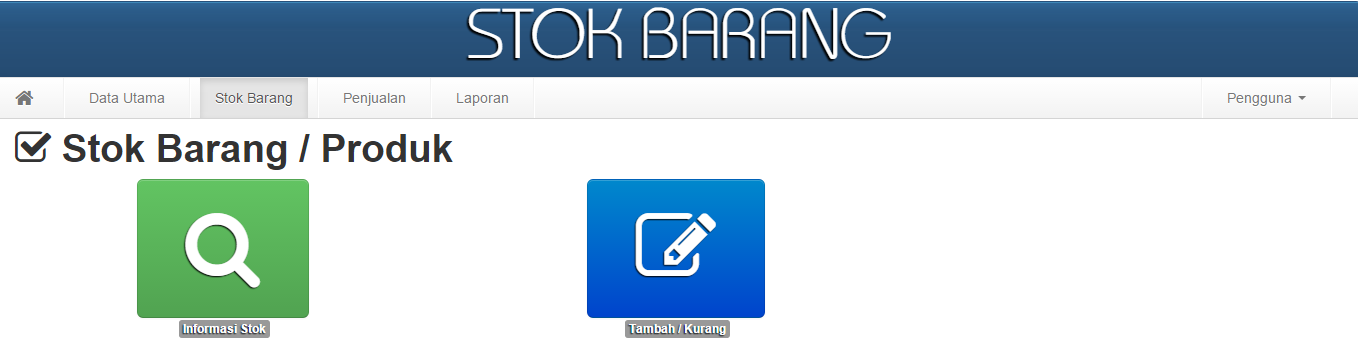 STOK BARANG
Data Utama Stok Barang Penjualan Laporan Pengguna
Stok Barang / Produk
Informasi Stok Tambah / Kurang